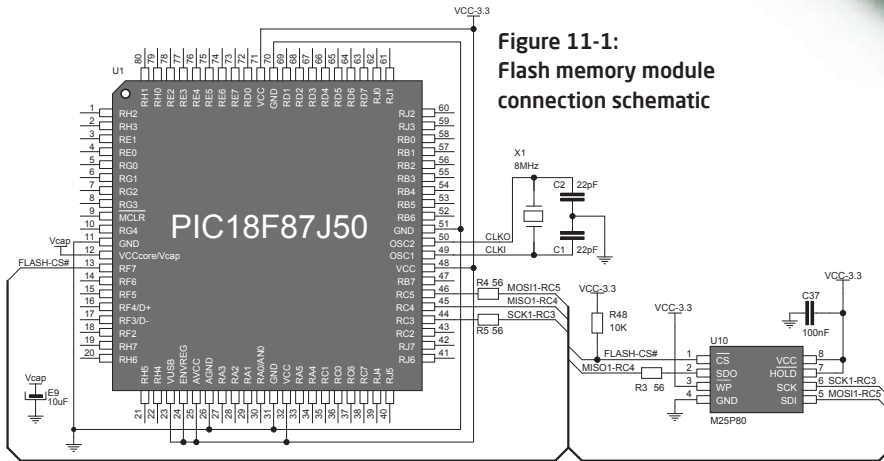 Figure 11-1:
Flash memory module
connection schematic
VCC-3.3
U1
80 79 78 77 76 75 74 73 72 71 70 69 68 67 66 65 64 63 62 61
RH1 RH0 RE2 RE3 RE4 RE5 RE6 RE7 RD0 VCC GND RD1 RD2 RD3 RD4 RD5 RD6 RD7 RJ0 RJ1
1 RH2
2 RH3
3 RE1
4 RE0
5 RG0
6 RG1
7 RG2
8 RG3
9 MCLR
10 RG4
11 GND
12 VCCcore/Vcap
13 RF7
14 RF6
15 RF5
16 RF4/D+
17 RF3/D-
18 RF2
19 RH7
20 RH6
Vcap
FLASH-CS#
PIC18F87J50
RJ2 60
RJ3 59
RB0 58
RB1 57
RB2 56
RB3 55
RB4 54
RB5 53
RB6 52
GND 51
OSC2 50
OSC1 49
VCC 48
RB7 47
RC5 46
RC4 45
RC3 44
RC2 43
RJ7 42
RJ6 41
RH5 RH4 VUSB ENVREG AVCC AGND RA3 RA2 RA1 RA0/AN0 GND VCC RA5 RA4 RC1 RC0 RC6 RC7 RJ4 RJ5
21 22 23 24 25 26 27 28 29 30 31 32 33 34 35 36 37 38 39 40
Vcap
E9
10uF
CLKO
CLKI
X1
8MHz
C2 22pF
C1 22pF
R4 56 MOSI1-RC5
MISO1-RC4
SCK1-RC3
R5 56
VCC-3.3
R48
10K
FLASH-CS#
MISO1-RC4
R3 56
VCC-3.3
VCC-3.3
C37
100nF
U10
1 CS
2 SDO
3 WP
4 GND
VCC 8
HOLD 7
SCK 6 SCK1-RC3
SDI 5 MOSI1-RC5
M25P80